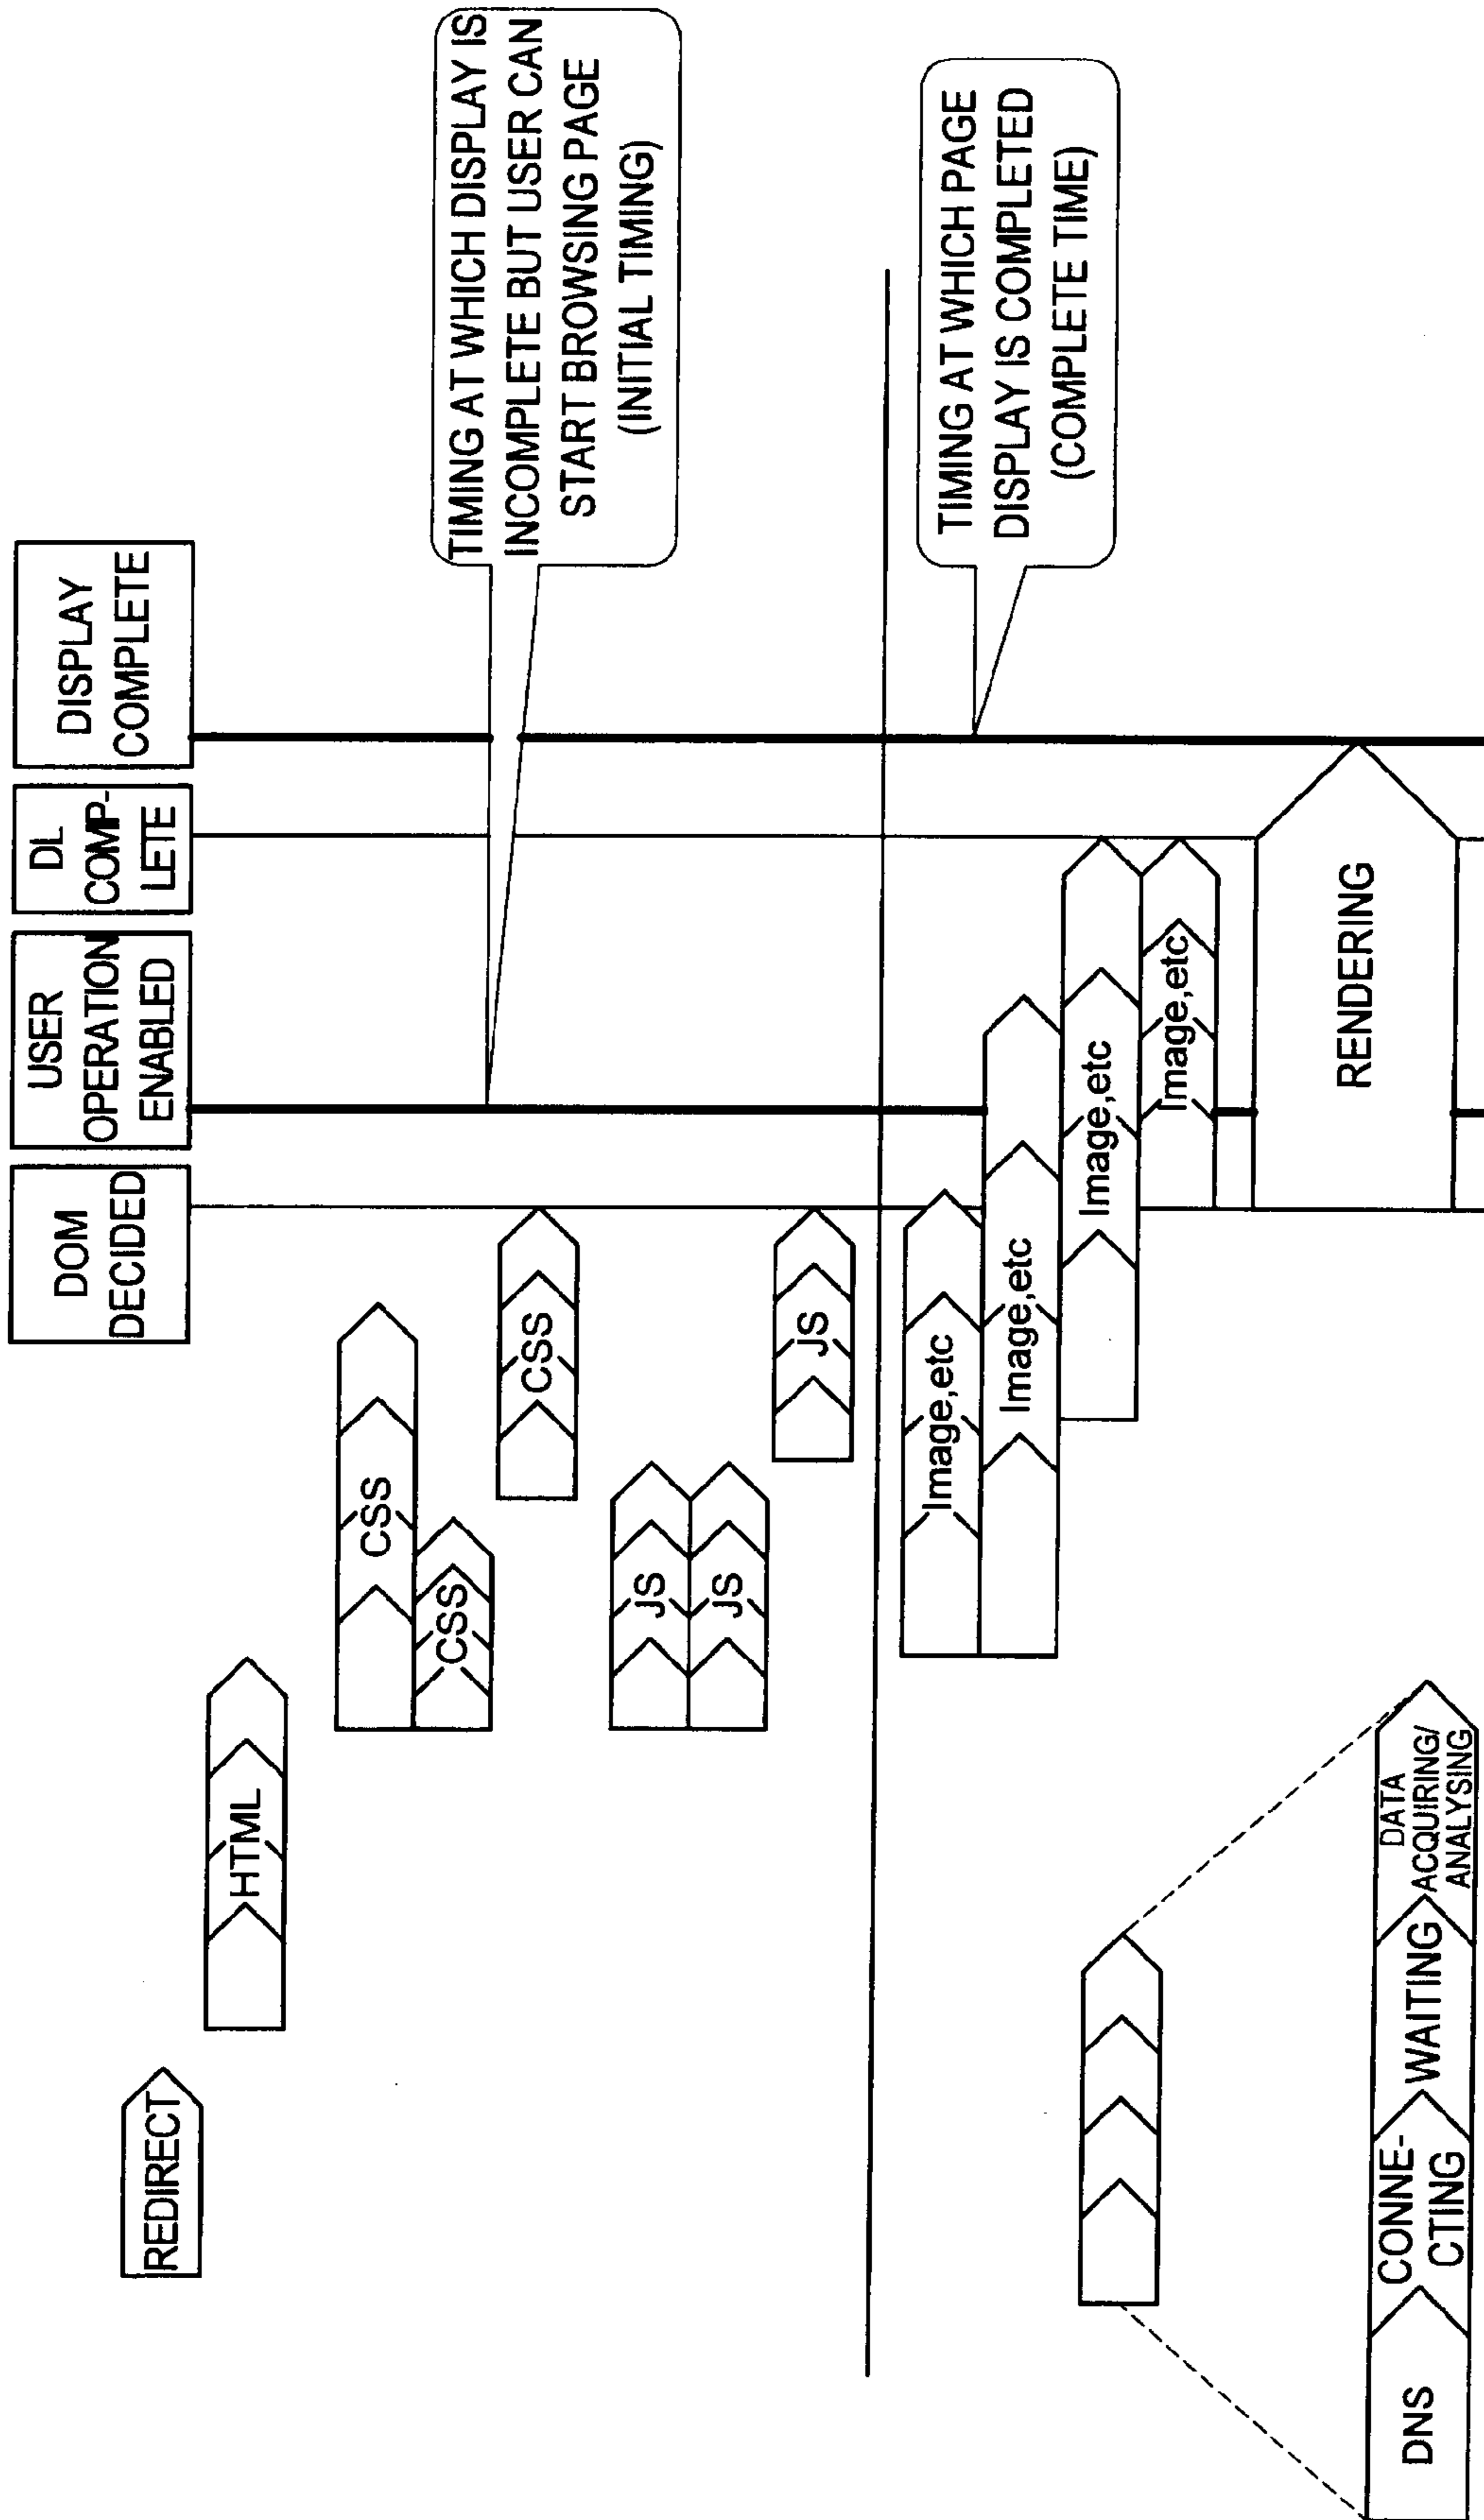 DOM
DECIDED
USER
OPERATION
ENABLED
DL
COMP-
LETE
DISPLAY
COMPLETE
REDIRECT
HTML
CSS
CSS
CSS
TIMING AT WHICH DISPLAY IS
INCOMPLETE BUT USER CAN
START BROWSING PAGE
(INITIAL TIMING)
JS
JS
JS
Image,etc
Image,etc
Image,etc
Image,etc
TIMING AT WHICH PAGE
DISPLAY IS COMPLETED
(COMPLETE TIME)
RENDERING
DNS
CONNE-
CTING
WAITING
DATA
ACQUIRING/
ANALYSING